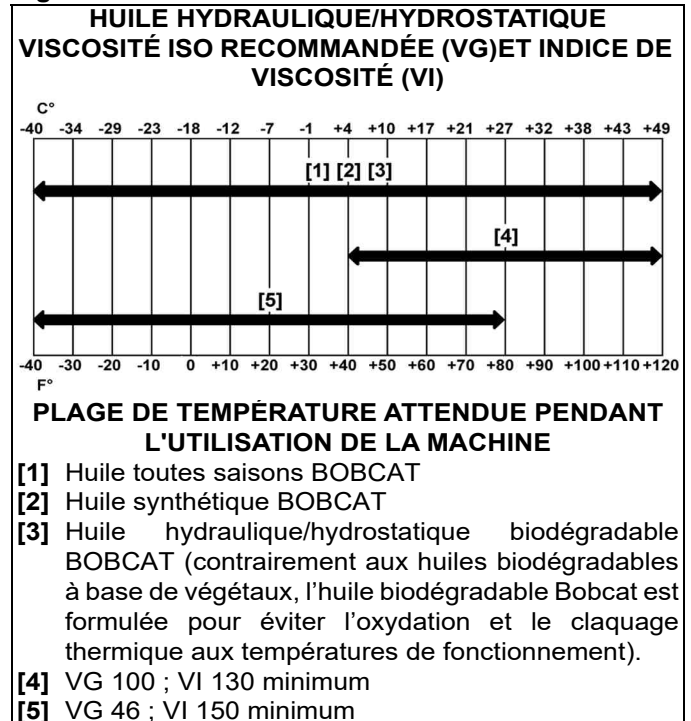 HUILE HYDRAULIQUE/HYDROSTATIQUE
VISCOSITÉ ISO RECOMMANDÉE (VG)ET INDICE DE
VISCOSITÉ (VI)
C°
-40 -34 -29 -23 -18 -12 -7 -1 +4 +10 +17 +21 +27 +32 +38 +43 +49
[1] [2] [3]
[4]
[5]
-40 -30 -20 -10 0 +10 +20 +30 +40 +50 +60 +70 +80 +90 +100 +110 +120
F°
PLAGE DE TEMPÉRATURE ATTENDUE PENDANT
L'UTILISATION DE LA MACHINE
[1] Huile toutes saisons BOBCAT
[2] Huile synthétique BOBCAT
[3] Huile hydraulique/hydrostatique biodégradable
BOBCAT (contrairement aux huiles biodégradables
à base de végétaux, l’huile biodégradable Bobcat est
formulée pour éviter l’oxydation et le claquage
thermique aux températures de fonctionnement).
[4] VG 100 ; VI 130 minimum
[5] VG 46 ; VI 150 minimum